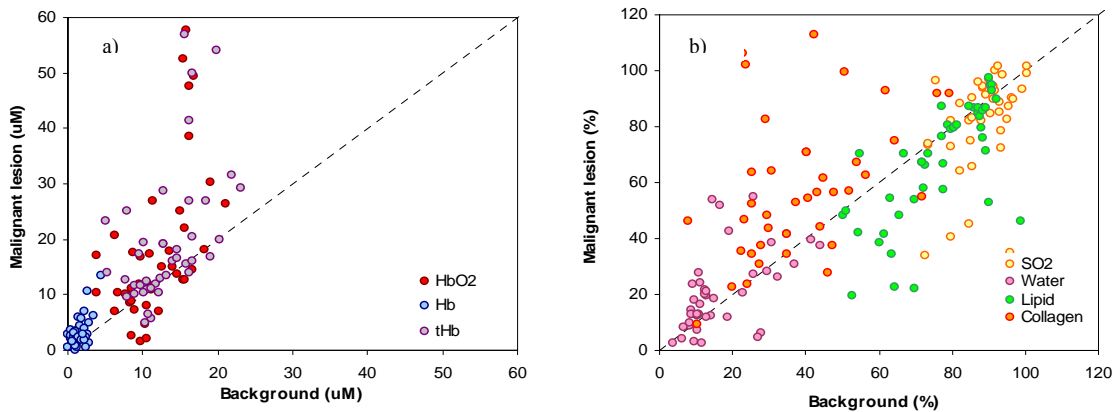 a)
60
50
40
30
20
10
0
Malignant lesion (uM)
HbO2
Hb
tHb
0 10 20 30 40 50 60
Background (uM)
b)
120
100
80
60
40
20
0
Malignant lesion (%)
SO2
Water
Lipid
Collagen
0 20 40 60 80 100 120
Background (%)